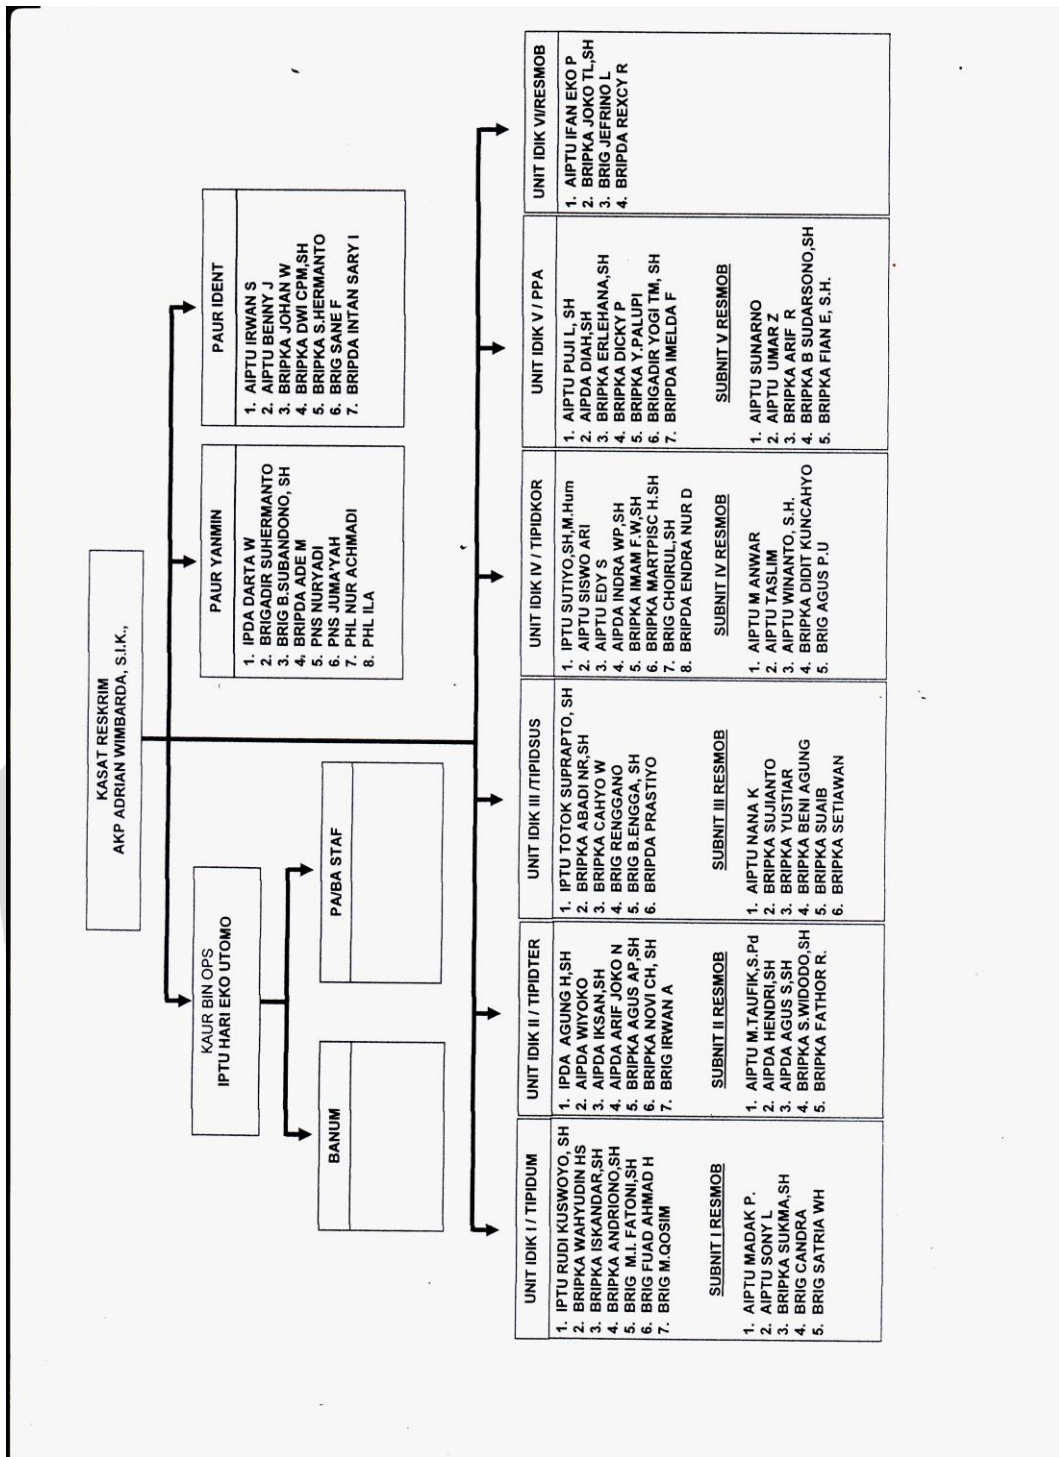 KASAT RESKRIM
AKP ADRIAN WIMBARDA, S.I.K.,
KAUR BIN OPS
IPTU HARI EKO UTOMO
BANUM
PA/BA STAF
PAUR YANMIN
1. IPDA DARTA W
2. BRIGADIR SUHERMANTO
3. BRIG B.SUBANDONO, SH
4. BRIPDA ADE M
5. PNS NURYADI
6. PNS JUMA'YAH
7. PHL NUR ACHMADI
8. PHL ILA
PAUR IDENT
1. AIPTU IRWAN S
2. AIPTU BENNY J
3. BRIPKA JOHAN W
4. BRIPKA DWI CPM,SH
5. BRIPKA S.HERMANTO
6. BRIG SANE F
7. BRIPDA INTAN SARY I
UNIT IDIK I / TIPIDUM
1. IPTU RUDI KUSWOYO, SH
2. BRIPKA WAHYUDIN HS
3. BRIPKA ISKANDAR,SH
4. BRIPKA ANDRIONO,SH
5. BRIG M.I. FATONI,SH
6. BRIG FUAD AHMAD H
7. BRIG M.QOSIM
SUBNIT I RESMOB
1. AIPTU MADAK P.
2. AIPTU SONY L
3. BRIPKA SUKMA,SH
4. BRIG CANDRA
5. BRIG SATRIA WH
UNIT IDIK II / TIPIDTER
1. IPDA AGUNG H,SH
2. AIPDA WIYOKO
3. AIPDA IKSAN,SH
4. AIPDA ARIF JOKO N
5. BRIPKA AGUS AP,SH
6. BRIPKA NOVI CH, SH
7. BRIG IRWAN A
SUBNIT II RESMOB
1. AIPTU M.TAUFIK,S.Pd
2. AIPDA HENDRI,SH
3. AIPDA AGUS S,SH
4. BRIPKA S.WIDODO,SH
5. BRIPKA FATHOR R.
UNIT IDIK III /TIPIDSUS
1. IPTU TOTOK SUPRAPTO, SH
2. BRIPKA ABADI NR,SH
3. BRIPKA CAHYO W
4. BRIG RENGGANO
5. BRIG B.ENGGA, SH
6. BRIPDA PRASTIYO
SUBNIT III RESMOB
1. AIPTU NANA K
2. BRIPKA SUJIANTO
3. BRIPKA YUSTIAR
4. BRIPKA BENI AGUNG
5. BRIPKA SUAIB
6. BRIPKA SETIAWAN
UNIT IDIK IV / TIPIDKOR
1. IPTU SUTIYO,SH,M.Hum
2. AIPTU SISWO ARI
3. AIPTU EDY S
4. AIPDA INDRA WP,SH
5. BRIPKA IMAM F.W,SH
6. BRIPKA MARTPISC H.SH
7. BRIG CHOIRUL,SH
8. BRIPDA ENDRA NUR D
SUBNIT IV RESMOB
1. AIPTU M ANWAR
2. AIPTU TASLIM
3. AIPTU WINANTO, S.H.
4. BRIPKA DIDIT KUNCAHYO
5. BRIG AGUS P.U
UNIT IDIK V / PPA
1. AIPTU PUJI L, SH
2. AIPDA DIAH,SH
3. BRIPKA ERLEHANA,SH
4. BRIPKA DICKY P
5. BRIPKA Y.PALUPI
6. BRIGADIR YOGI TM, SH
7. BRIPDA IMELDA F
SUBNIT V RESMOB
1. AIPTU SUNARNO
2. AIPTU UMAR Z
3. BRIPKA ARIF R
4. BRIPKA B SUDARSONO,SH
5. BRIPKA FIAN E, S.H.
UNIT IDIK VI/RESMOB
1. AIPTU IFAN EKO P
2. BRIPKA JOKO TL,SH
3. BRIG JEFRINO L
4. BRIPDA REXCY R